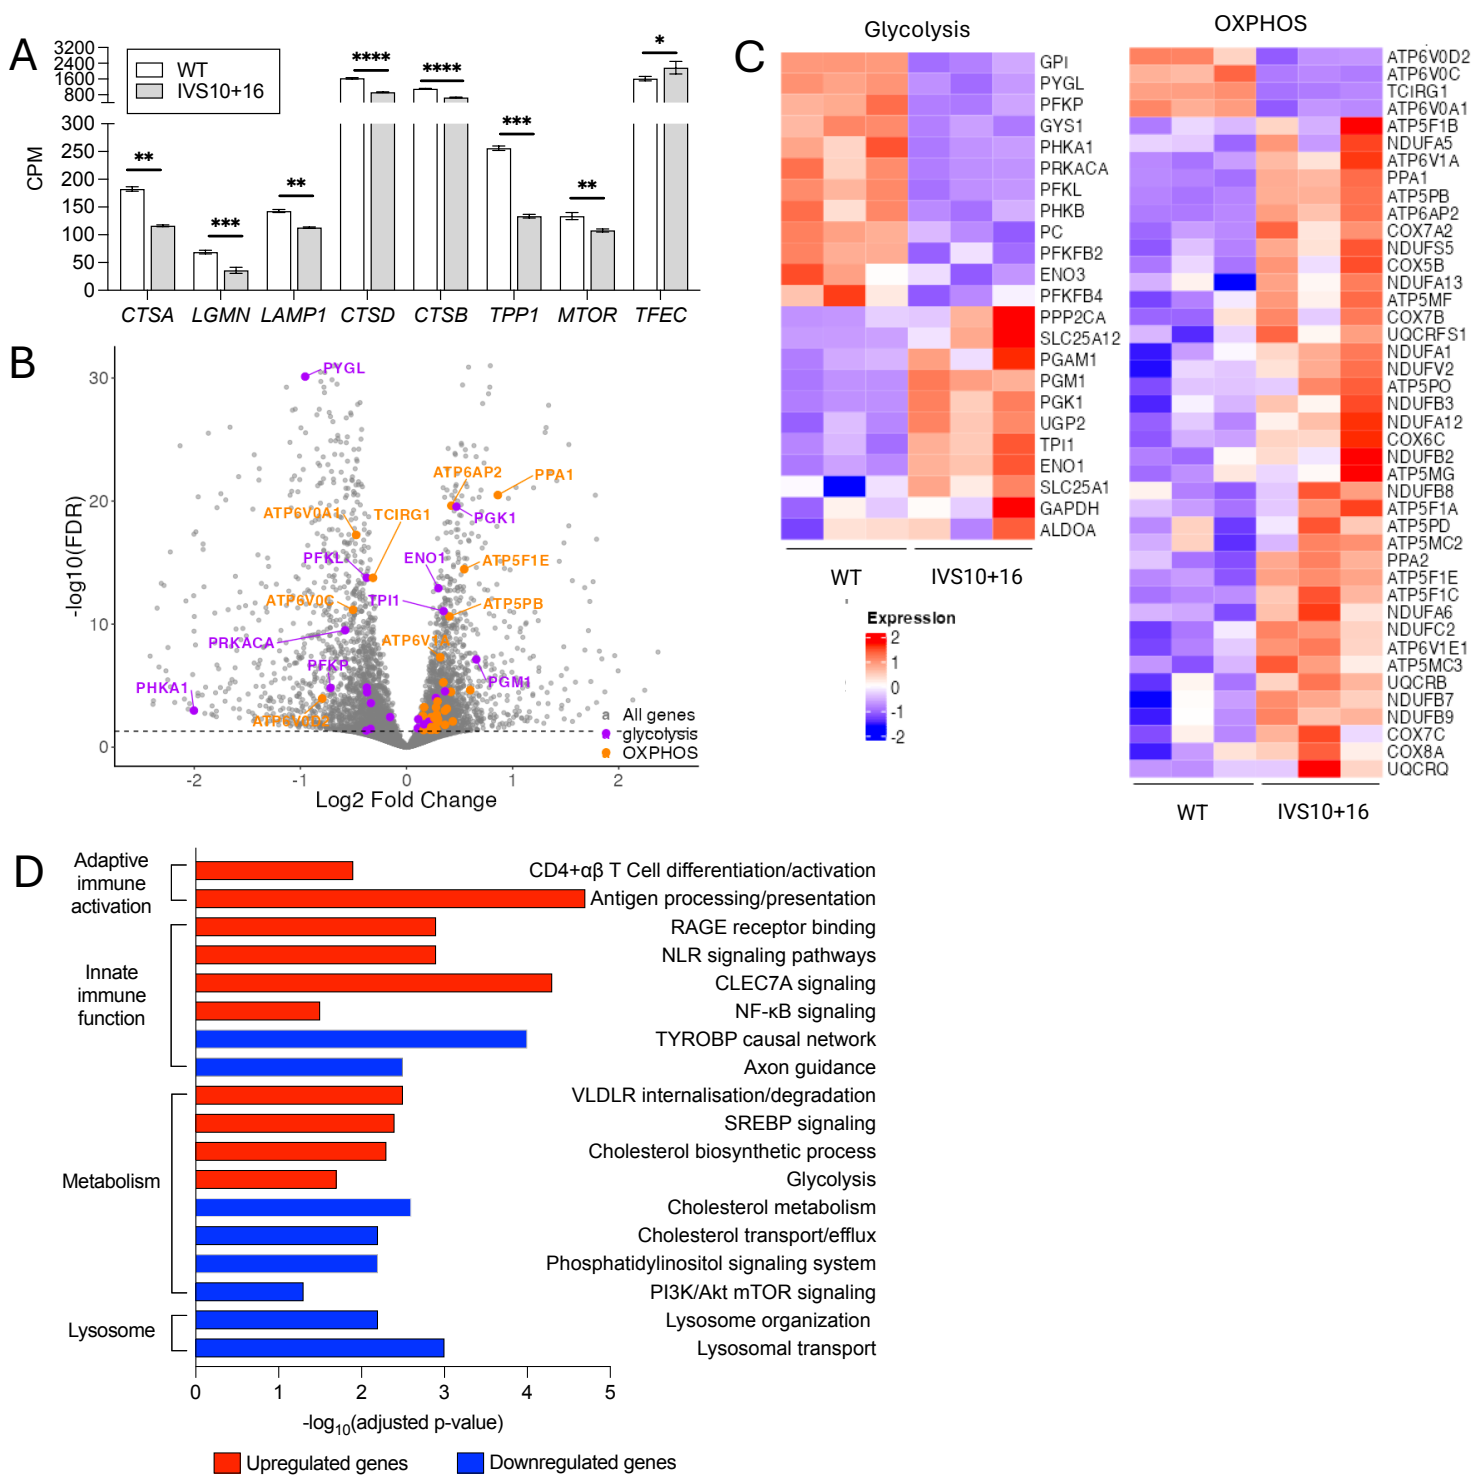 A
3200
2400
1600
800
300
250
200
150
100
50
0
CPM
WT
IVS10+16
**
***
**
****
****
***
**
*
CTSA LGMN LAMP1 CTSD CTSB TPP1 MTOR TFEC
B
30
20
10
0
-log10(FDR)
PYGL
ATP6AP2
PPA1
ATP6V0A1
TCIRG1
PGK1
PFKL
ENO1
ATP5F1E
ATP6V0C
TPI1
ATP5PB
PRKACA
ATP6V1A
PFKP
PGM1
PHKA1
ATP6V0D2
All genes
glycolysis
OXPHOS
-2 -1 0 1 2
Log2 Fold Change
C
Glycolysis
GPI
PYGL
PFKP
GYS1
PHKA1
PRKACA
PFKL
PHKB
PC
PFKFB2
ENO3
PFKFB4
PPP2CA
SLC25A12
PGAM1
PGM1
PGK1
UGP2
TPI1
ENO1
SLC25A1
GAPDH
ALDOA
WT IVS10+16
Expression
2
1
0
-1
-2
OXPHOS
ATP6V0D2
ATP6V0C
TCIRG1
ATP6V0A1
ATP5F1B
NDUFA5
ATP6V1A
PPA1
ATP5PB
ATP6AP2
COX7A2
NDUFS5
COX5B
NDUFA13
ATP5MF
COX7B
UQCRFS1
NDUFA1
NDUFV2
ATP5PO
NDUFB3
NDUFA12
COX6C
NDUFB2
ATP5MG
NDUFB8
ATP5F1A
ATP5PD
ATP5MC2
PPA2
ATP5F1E
ATP5F1C
NDUFA6
NDUFC2
ATP6V1E1
ATP5MC3
UQCRB
NDUFB7
NDUFB9
COX7C
COX8A
UQCRQ
WT IVS10+16
D
Adaptive
immune
activation
Innate
immune
function
Metabolism
Lysosome
CD4+αβ T Cell differentiation/activation
Antigen processing/presentation
RAGE receptor binding
NLR signaling pathways
CLEC7A signaling
NF-κB signaling
TYROBP causal network
Axon guidance
VLDLR internalisation/degradation
SREBP signaling
Cholesterol biosynthetic process
Glycolysis
Cholesterol metabolism
Cholesterol transport/efflux
Phosphatidylinositol signaling system
PI3K/Akt mTOR signaling
Lysosome organization
Lysosomal transport
0 1 2 3 4 5
-log10(adjusted p-value)
Upregulated genes
Downregulated genes